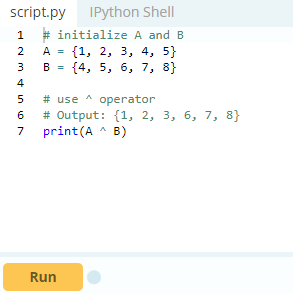 script.py IPython Shell
1 # initialize A and B
2 A = {1, 2, 3, 4, 5}
3 B = {4, 5, 6, 7, 8}
4
5 # use ^ operator
6 # Output: {1, 2, 3, 6, 7, 8}
7 print(A ^ B)
Run